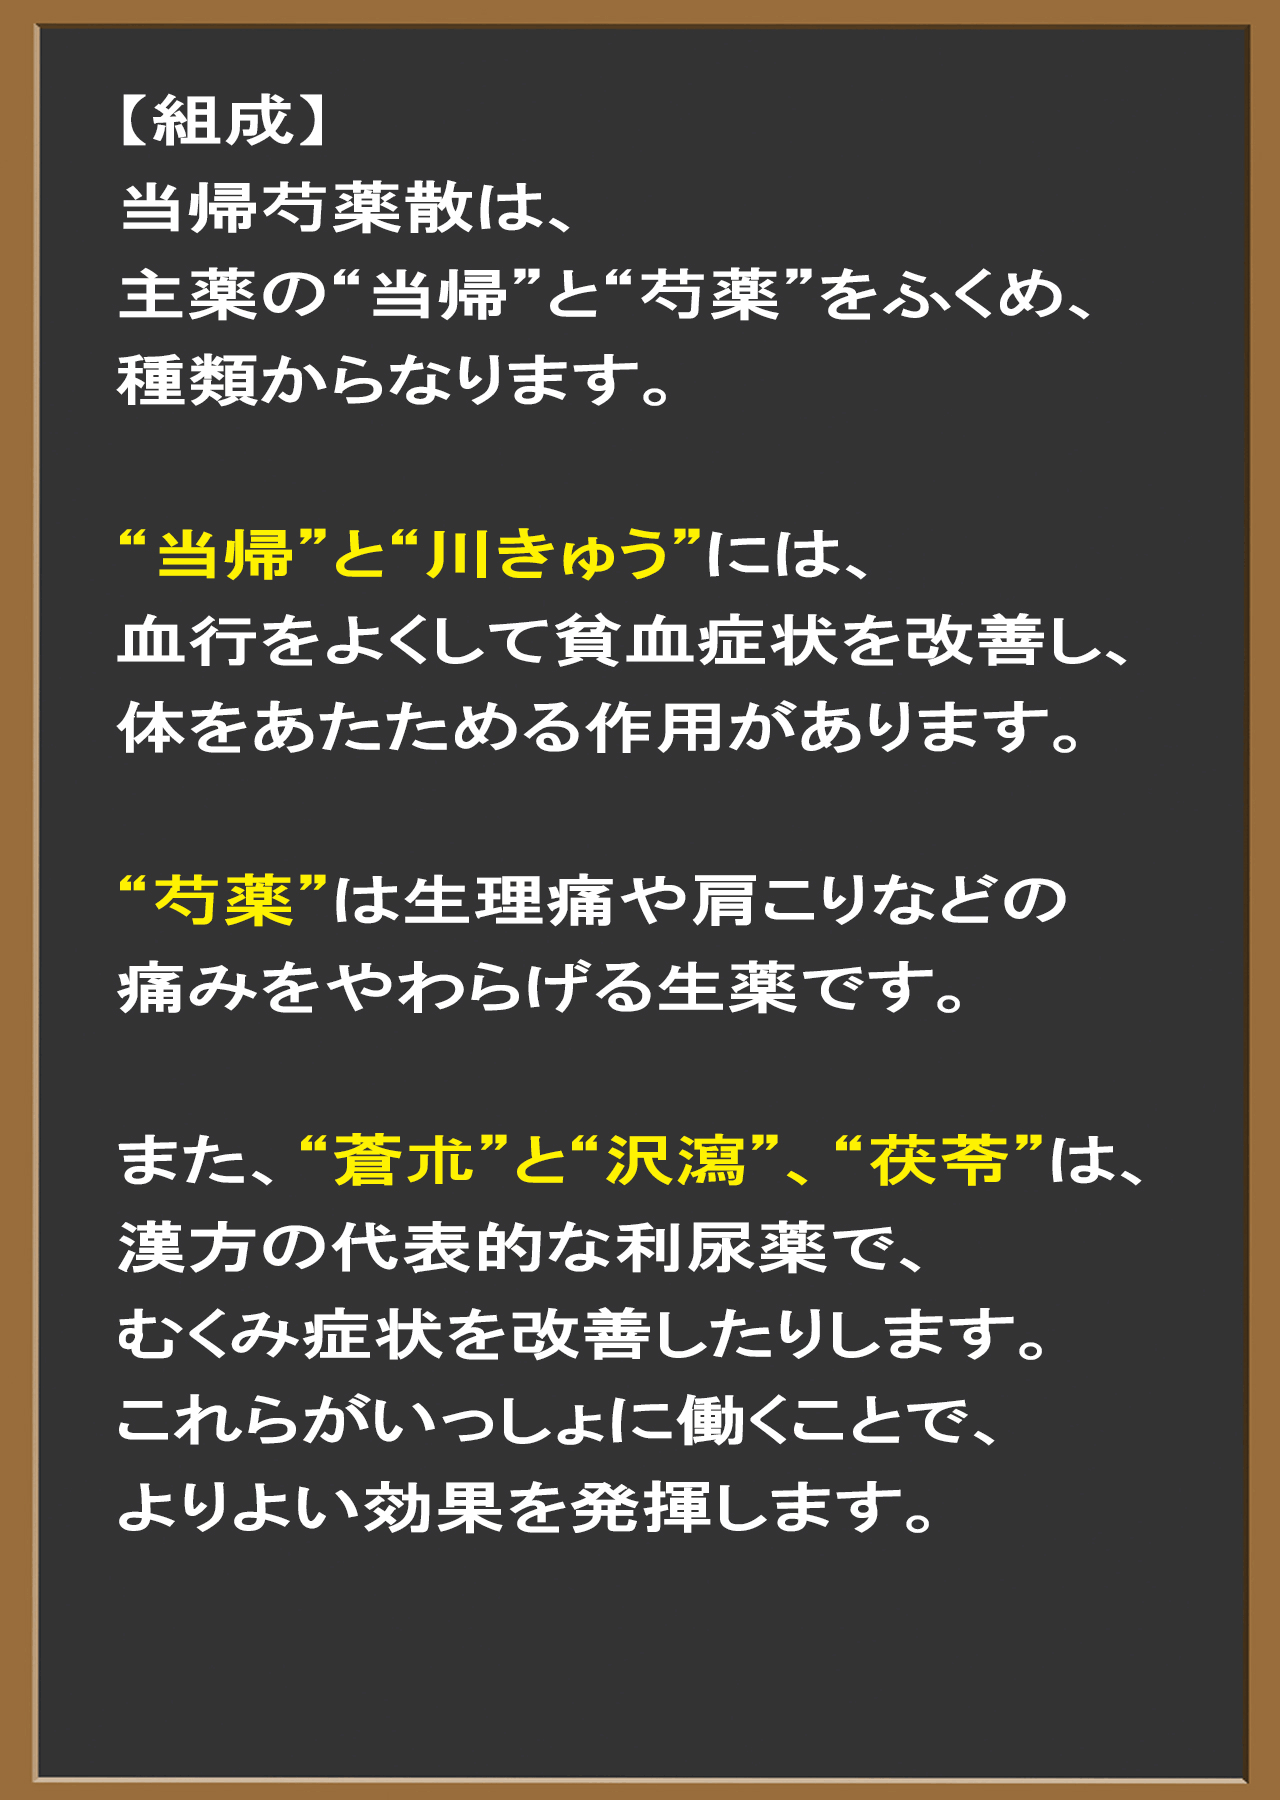 【組成】
当帰芍薬散は、
主薬の“当帰”と“芍薬”をふくめ、
種類からなります。
“当帰”と“川きゅう”には、
血行をよくして貧血症状を改善し、
体をあたためる作用があります。
“芍薬”は生理痛や肩こりなどの
痛みをやわらげる生薬です。
また、“蒼朮”と“沢瀉”、“茯苓”は、
漢方の代表的な利尿薬で、
むくみ症状を改善したりします。
これらがいっしょに働くことで、
よりよい効果を発揮します。